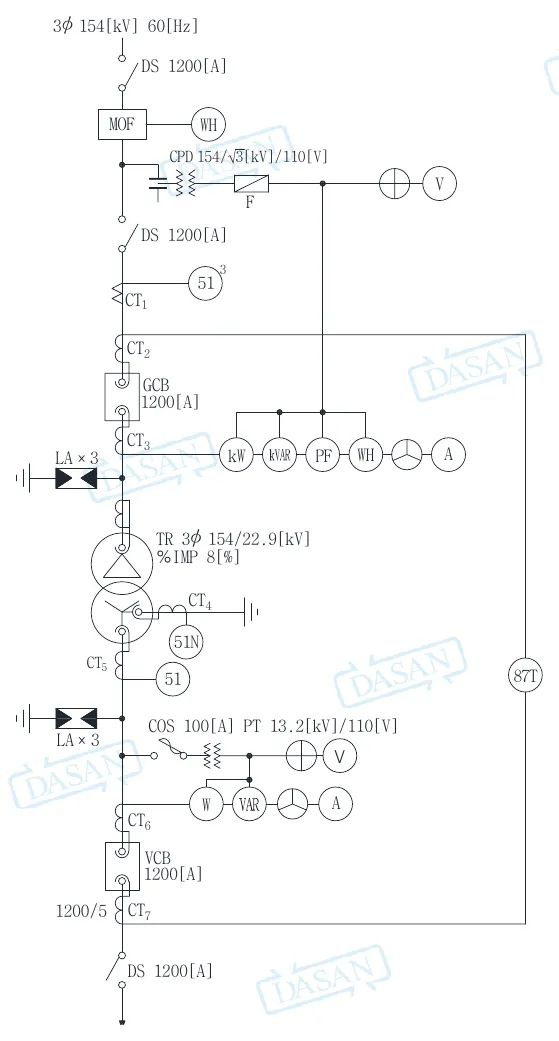 3φ 154[kV] 60[Hz]
DS 1200[A]
MOF
WH
CPD 154/√3[kV]/110[V]
F
V
DS 1200[A]
51
3
CT1
CT2
GCB
1200[A]
CT3
kW
kVAR
PF
WH
A
LA×3
TR 3φ 154/22.9[kV]
%IMP 8[%]
CT4
51N
CT5
51
87T
LA×3
COS 100[A] PT 13.2[kV]/110[V]
V
W
VAR
A
CT6
VCB
1200[A]
1200/5
CT7
DS 1200[A]
DASAN
DASAN
DASAN
DASAN
DASAN